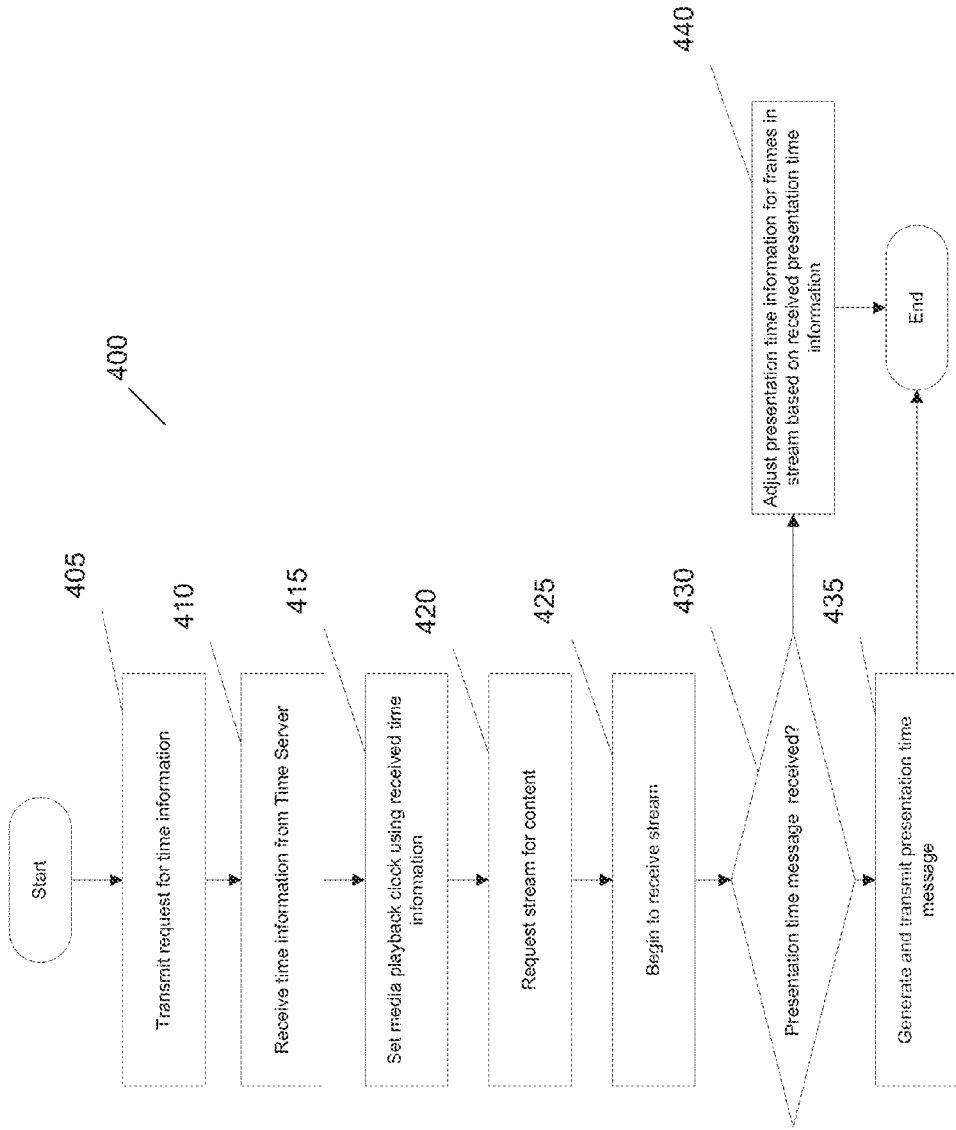 400
Start
405
Transmit request for time information
410
Receive time information from Time Server
415
Set media playback clock using received time
information
420
Request stream for content
425
Begin to receive stream
430
Presentation time message received?
435
Generate and transmit presentation time
message
440
Adjust presentation time information for frames in
stream based on received presentation time
information
End